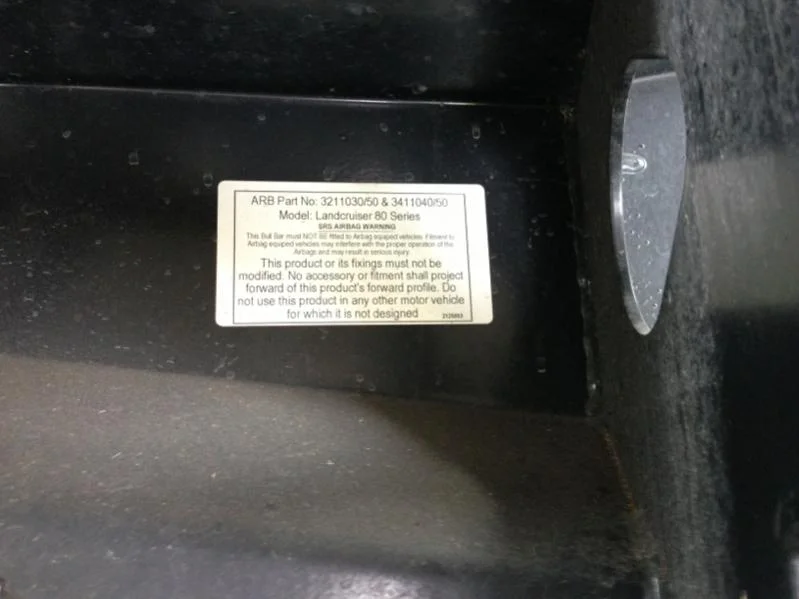 ARB Part No: 3211030/50 & 3411040/50
Model: Landcruiser 80 Series
SRS AIRBAG WARNING
This Bull Bar must NOT BE fitted to Airbag equiped vehicles. Fitment to
Airbag equiped vehicles may interfere with the proper operation of the
Airbags and may result in serious injury.
This product or its fixings must not be
modified. No accessory or fitment shall project
forward of this product's forward profile. Do
not use this product in any other motor vehicle
for which it is not designed